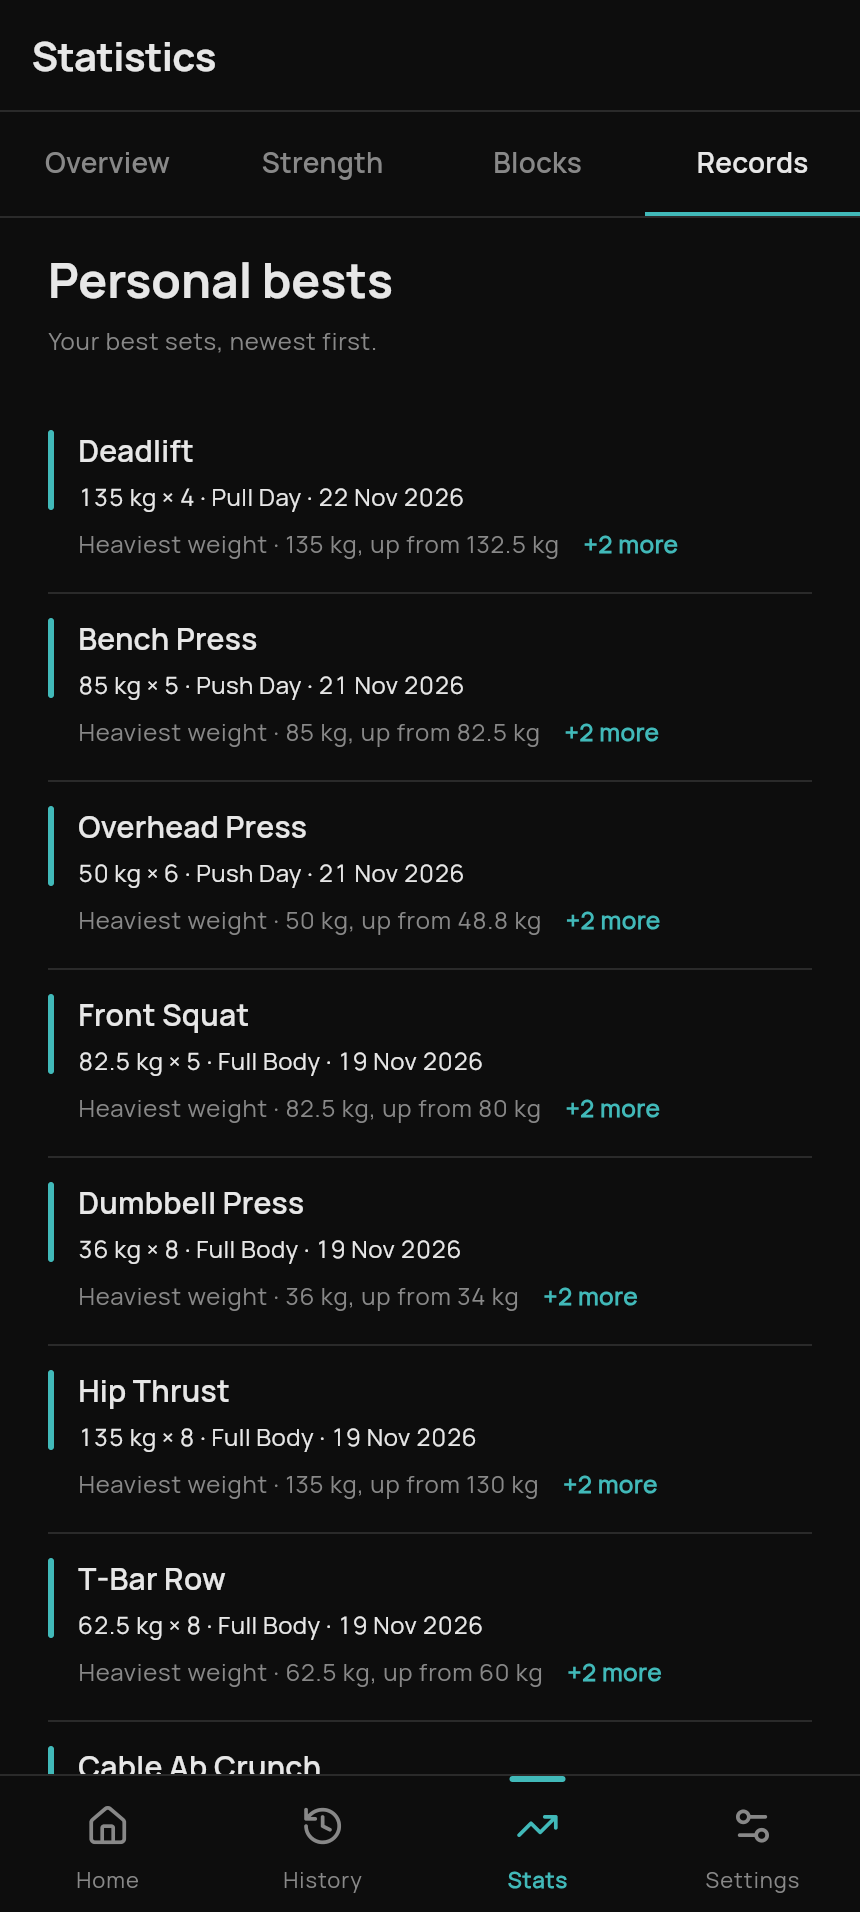 Statistics
Overview Strength Blocks Records
Personal bests
Your best sets, newest first.
Deadlift
135 kg × 4 · Pull Day · 22 Nov 2026
Heaviest weight · 135 kg, up from 132.5 kg +2 more
Bench Press
85 kg × 5 · Push Day · 21 Nov 2026
Heaviest weight · 85 kg, up from 82.5 kg +2 more
Overhead Press
50 kg × 6 · Push Day · 21 Nov 2026
Heaviest weight · 50 kg, up from 48.8 kg +2 more
Front Squat
82.5 kg × 5 · Full Body · 19 Nov 2026
Heaviest weight · 82.5 kg, up from 80 kg +2 more
Dumbbell Press
36 kg × 8 · Full Body · 19 Nov 2026
Heaviest weight · 36 kg, up from 34 kg +2 more
Hip Thrust
135 kg × 8 · Full Body · 19 Nov 2026
Heaviest weight · 135 kg, up from 130 kg +2 more
T-Bar Row
62.5 kg × 8 · Full Body · 19 Nov 2026
Heaviest weight · 62.5 kg, up from 60 kg +2 more
Cable Ab Crunch
Home History Stats Settings